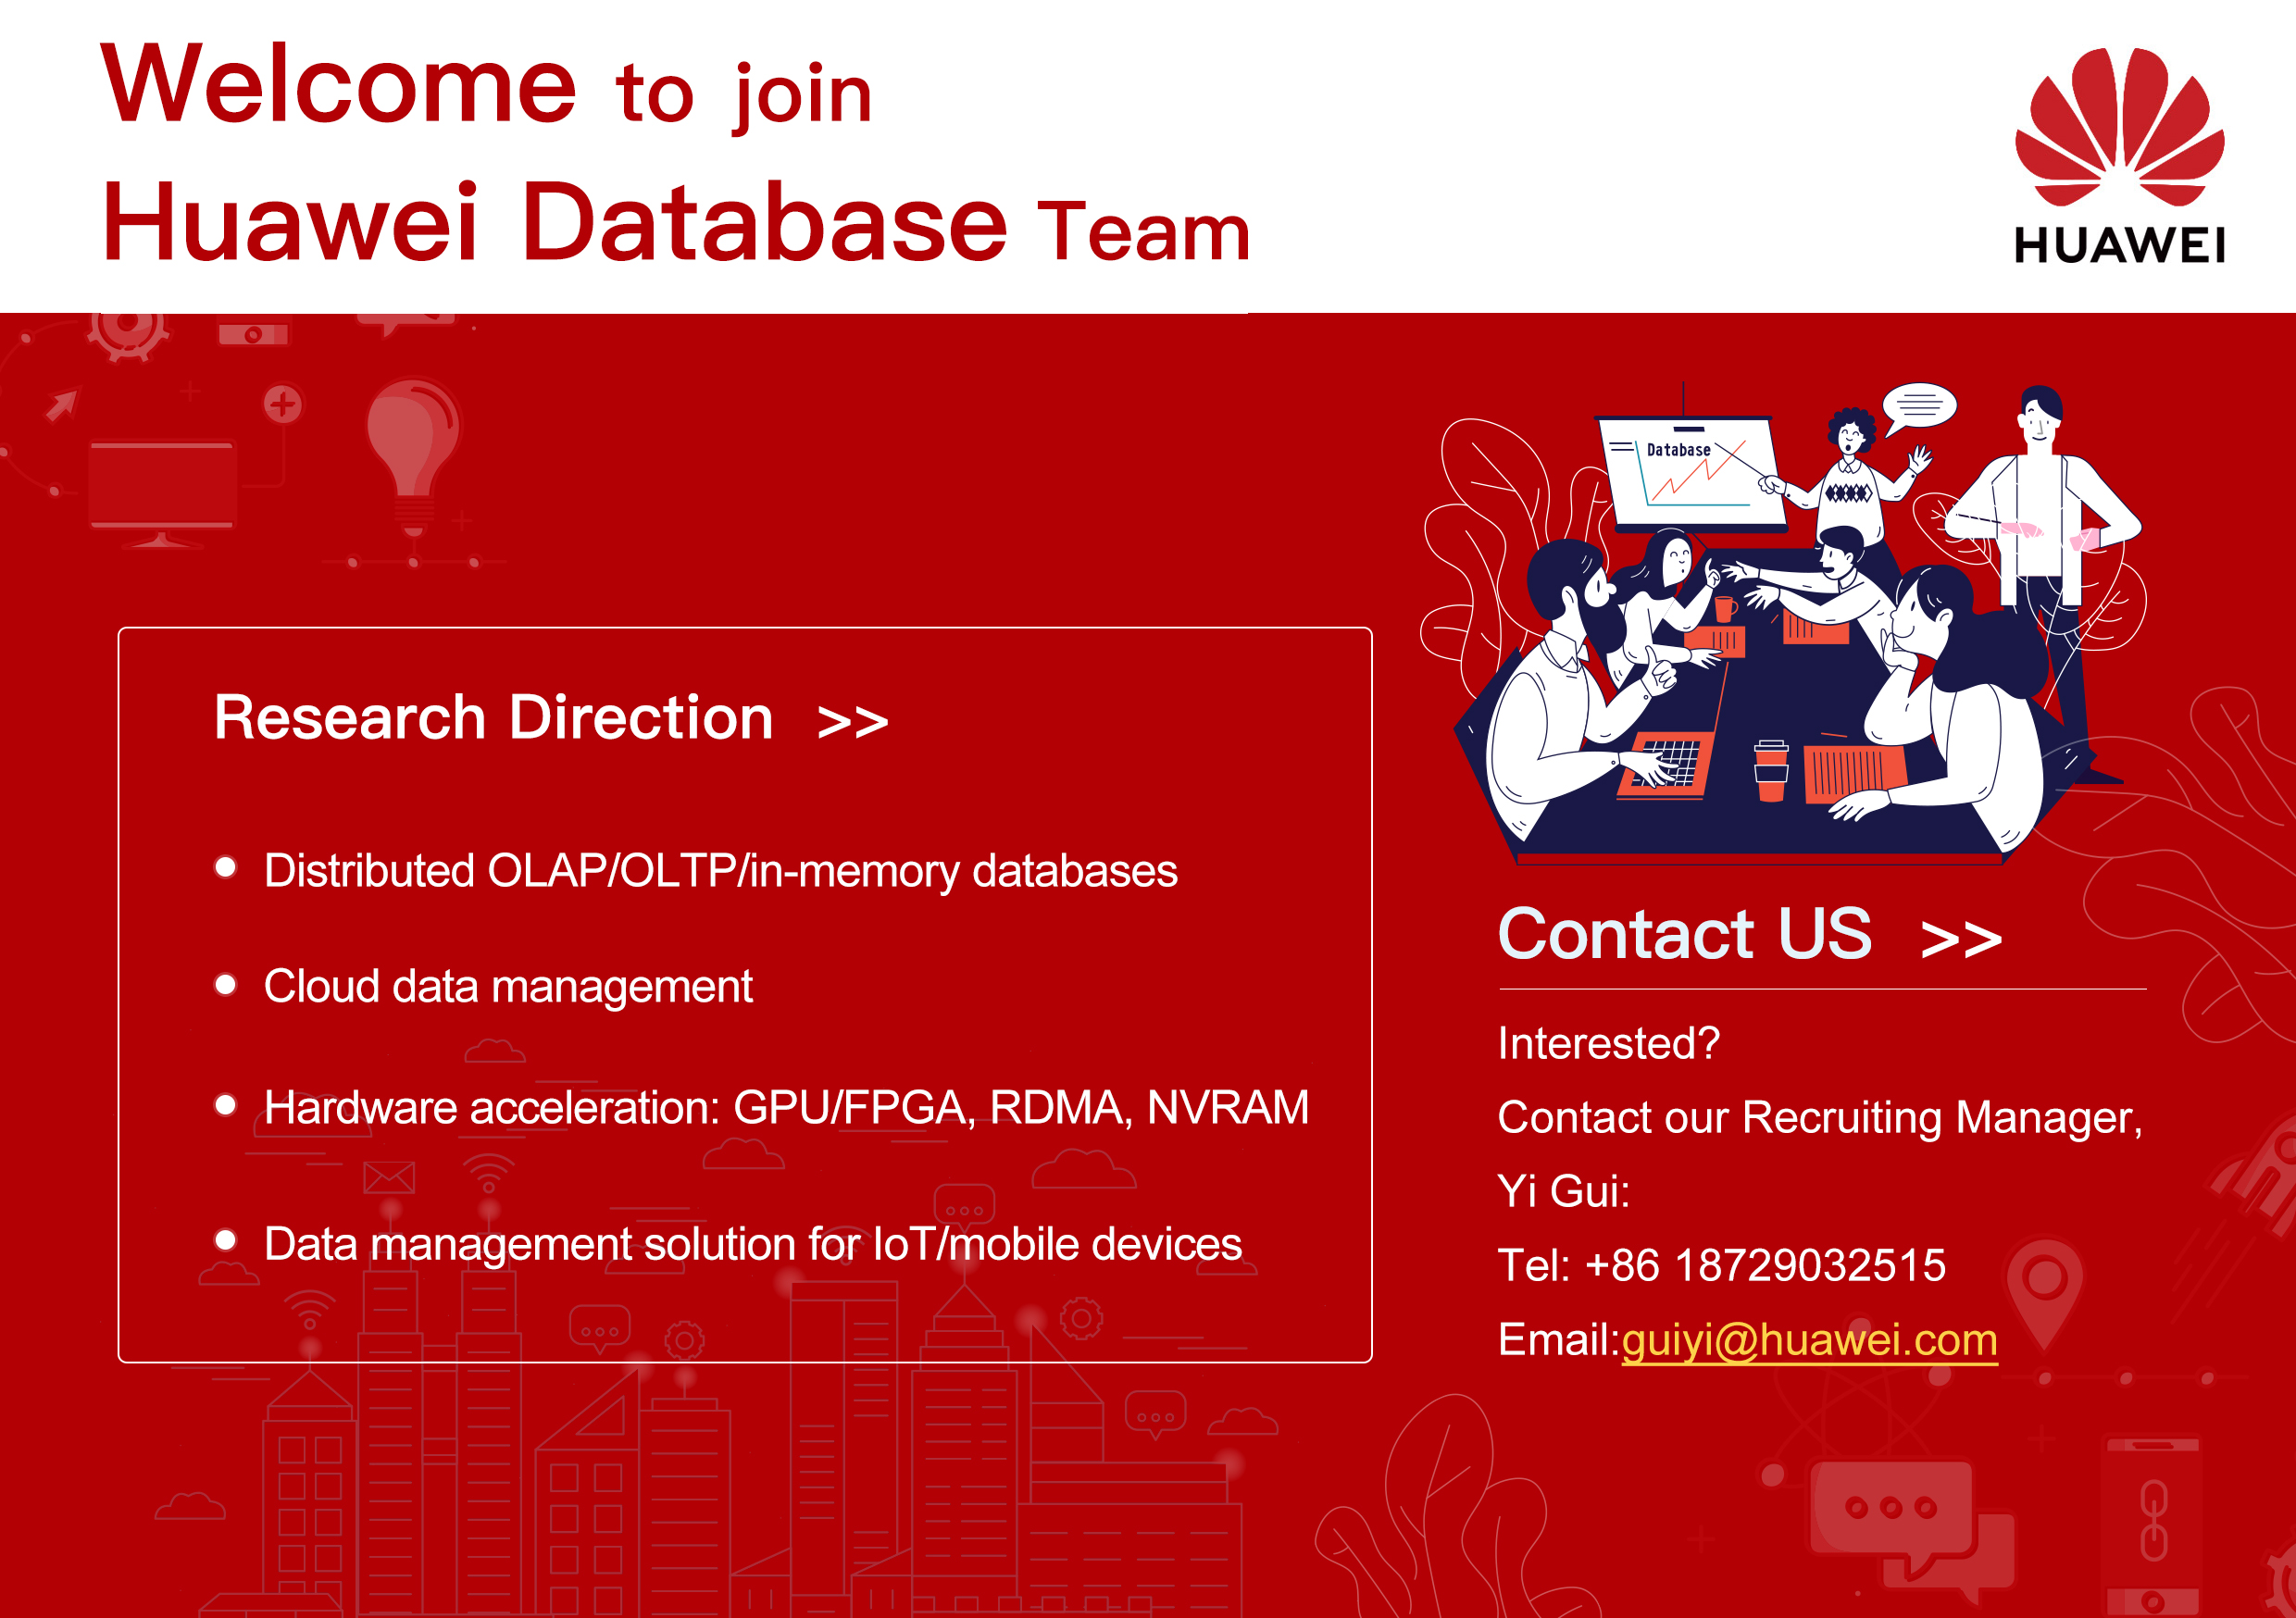 Welcome to join
Huawei Database Team
HUAWEI
Database
Research Direction >>
Distributed OLAP/OLTP/in-memory databases
Cloud data management
Hardware acceleration: GPU/FPGA, RDMA, NVRAM
Data management solution for IoT/mobile devices
Contact US >>
Interested?
Contact our Recruiting Manager,
Yi Gui:
Tel: +86 18729032515
Email:guiyi@huawei.com